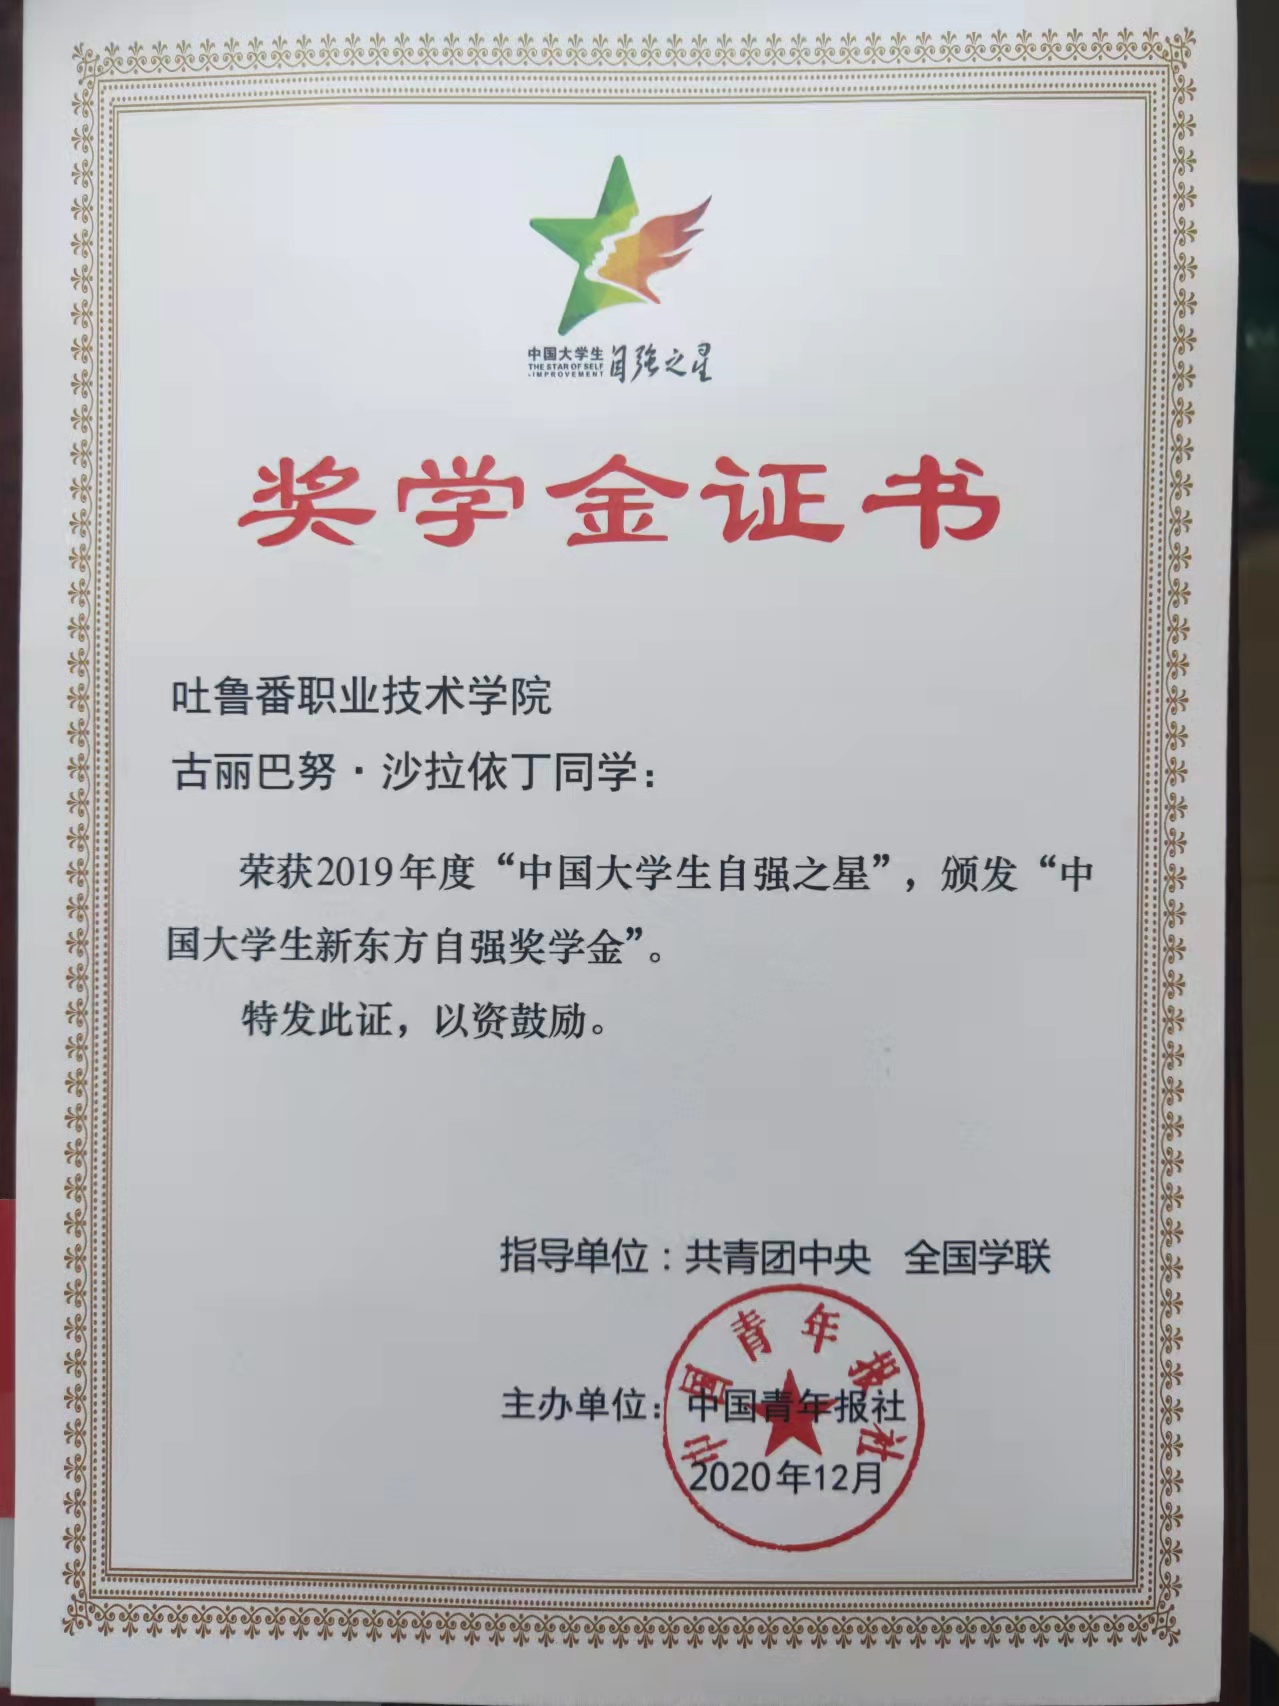 中国大学生
THE STAR OF SELF
-IMPROVEMENT
自强之星
奖学金证书
吐鲁番职业技术学院
古丽巴努·沙拉依丁同学：
荣获2019年度“中国大学生自强之星”，颁发“中
国大学生新东方自强奖学金”。
特发此证，以资鼓励。
指导单位：共青团中央 全国学联
主办单位：中国青年报社
2020年12月
中国青年报社